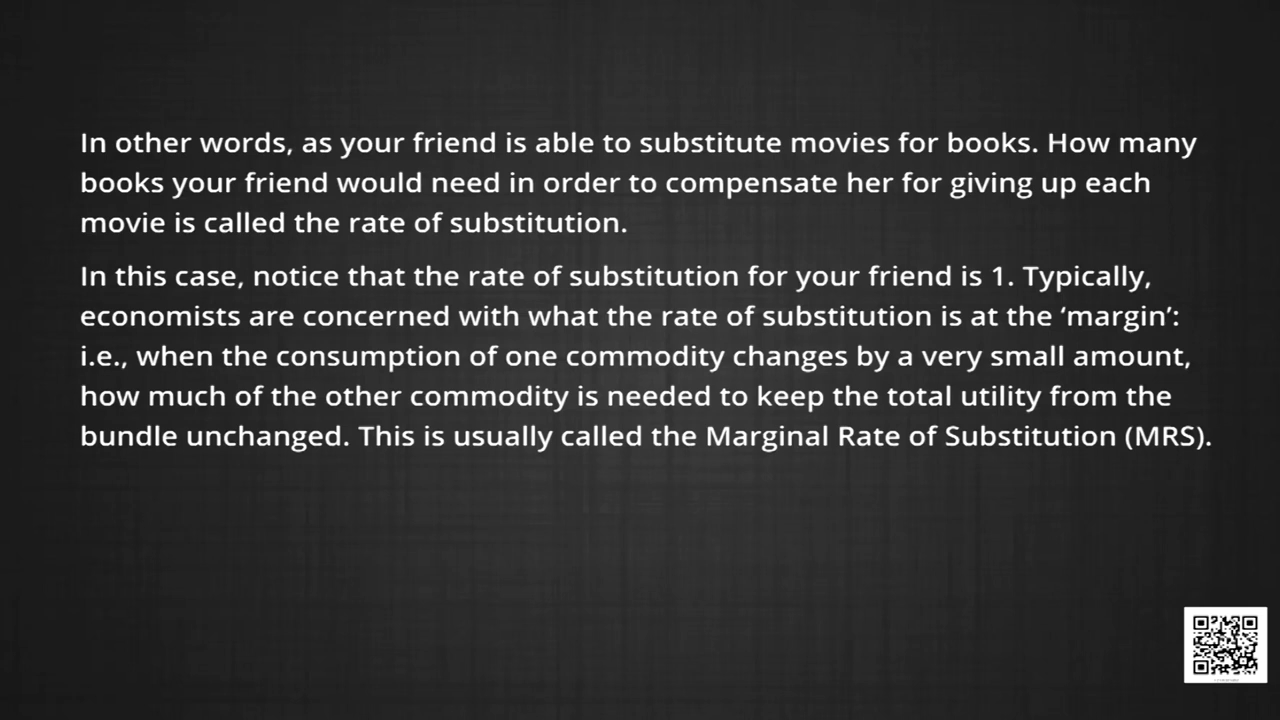 In other words, as your friend is able to substitute movies for books. How many
books your friend would need in order to compensate her for giving up each
movie is called the rate of substitution.
In this case, notice that the rate of substitution for your friend is 1. Typically,
economists are concerned with what the rate of substitution is at the ‘margin’:
i.e., when the consumption of one commodity changes by a very small amount,
how much of the other commodity is needed to keep the total utility from the
bundle unchanged. This is usually called the Marginal Rate of Substitution (MRS).